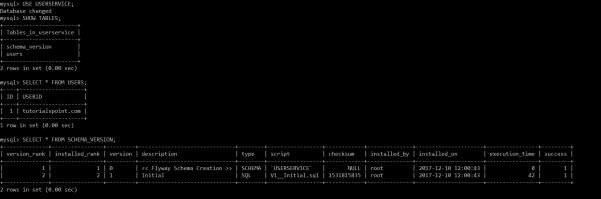 mysql> USE USERSERVICE;
Database changed
mysql> SHOW TABLES;
+-----------------------+
| Tables_in_userservice |
+-----------------------+
| schema_version |
| users |
+-----------------------+
2 rows in set (0.00 sec)
mysql> SELECT * FROM USERS;
+----+--------------------+
| ID | USERID |
+----+--------------------+
| 1 | tutorialspoint.com |
+----+--------------------+
1 row in set (0.00 sec)
mysql> SELECT * FROM SCHEMA_VERSION;
| version_rank | installed_rank | version | description | type | script | checksum | installed_by | installed_on | execution_time | success |
| 1 | 1 | 0 | << Flyway Schema Creation >> | SCHEMA | `USERSERVICE` | NULL | root | 2017-12-10 12:00:43 | 0 | 1 |
| 2 | 2 | 1 | Initial | SQL | V1__Initial.sql | root | 2017-12-10 12:00:43 | 42 | 1 |
2 rows in set (0.00 sec)